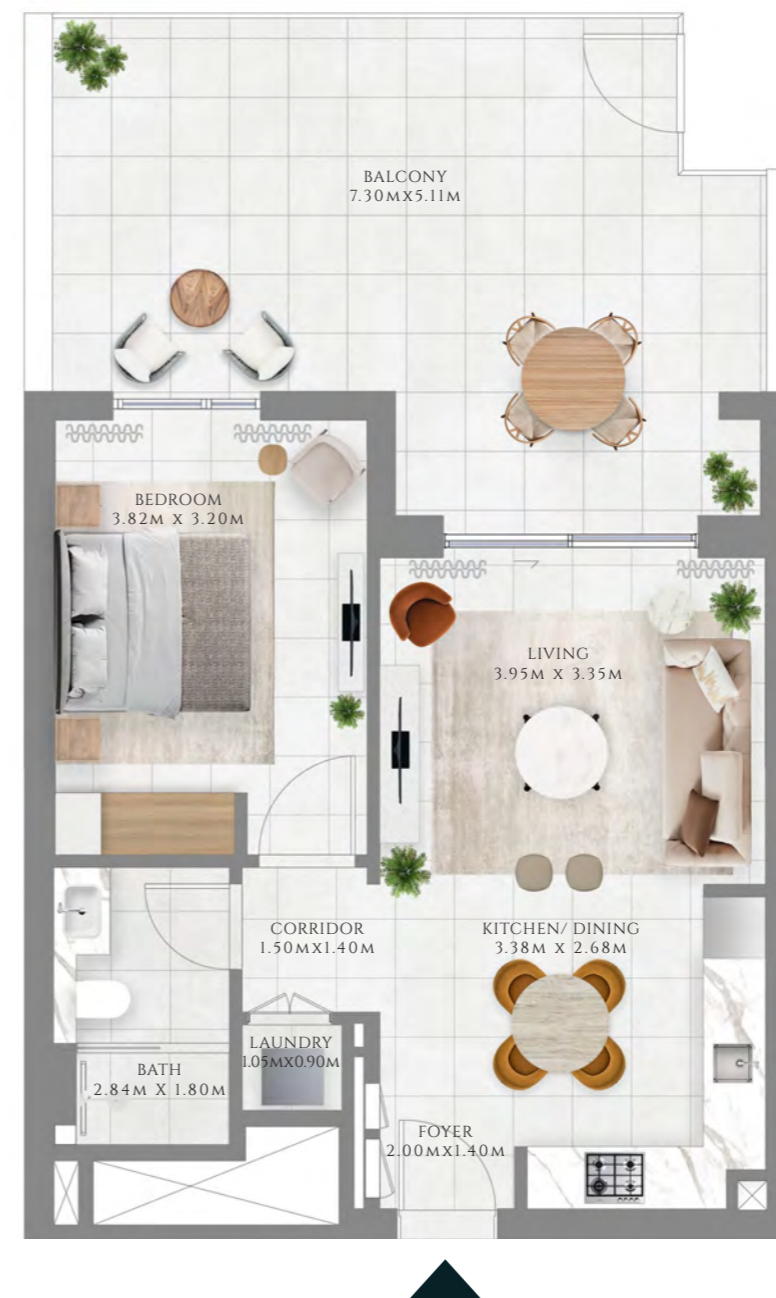 BALCONY
7.30MX5.11M
BEDROOM
3.82M X 3.20M
LIVING
3.95M X 3.35M
CORRIDOR
1.50MX1.40M
KITCHEN/ DINING
3.38M X 2.68M
LAUNDRY
1.05MX0.90M
BATH
2.84M X 1.80M
FOYER
2.00MX1.40M